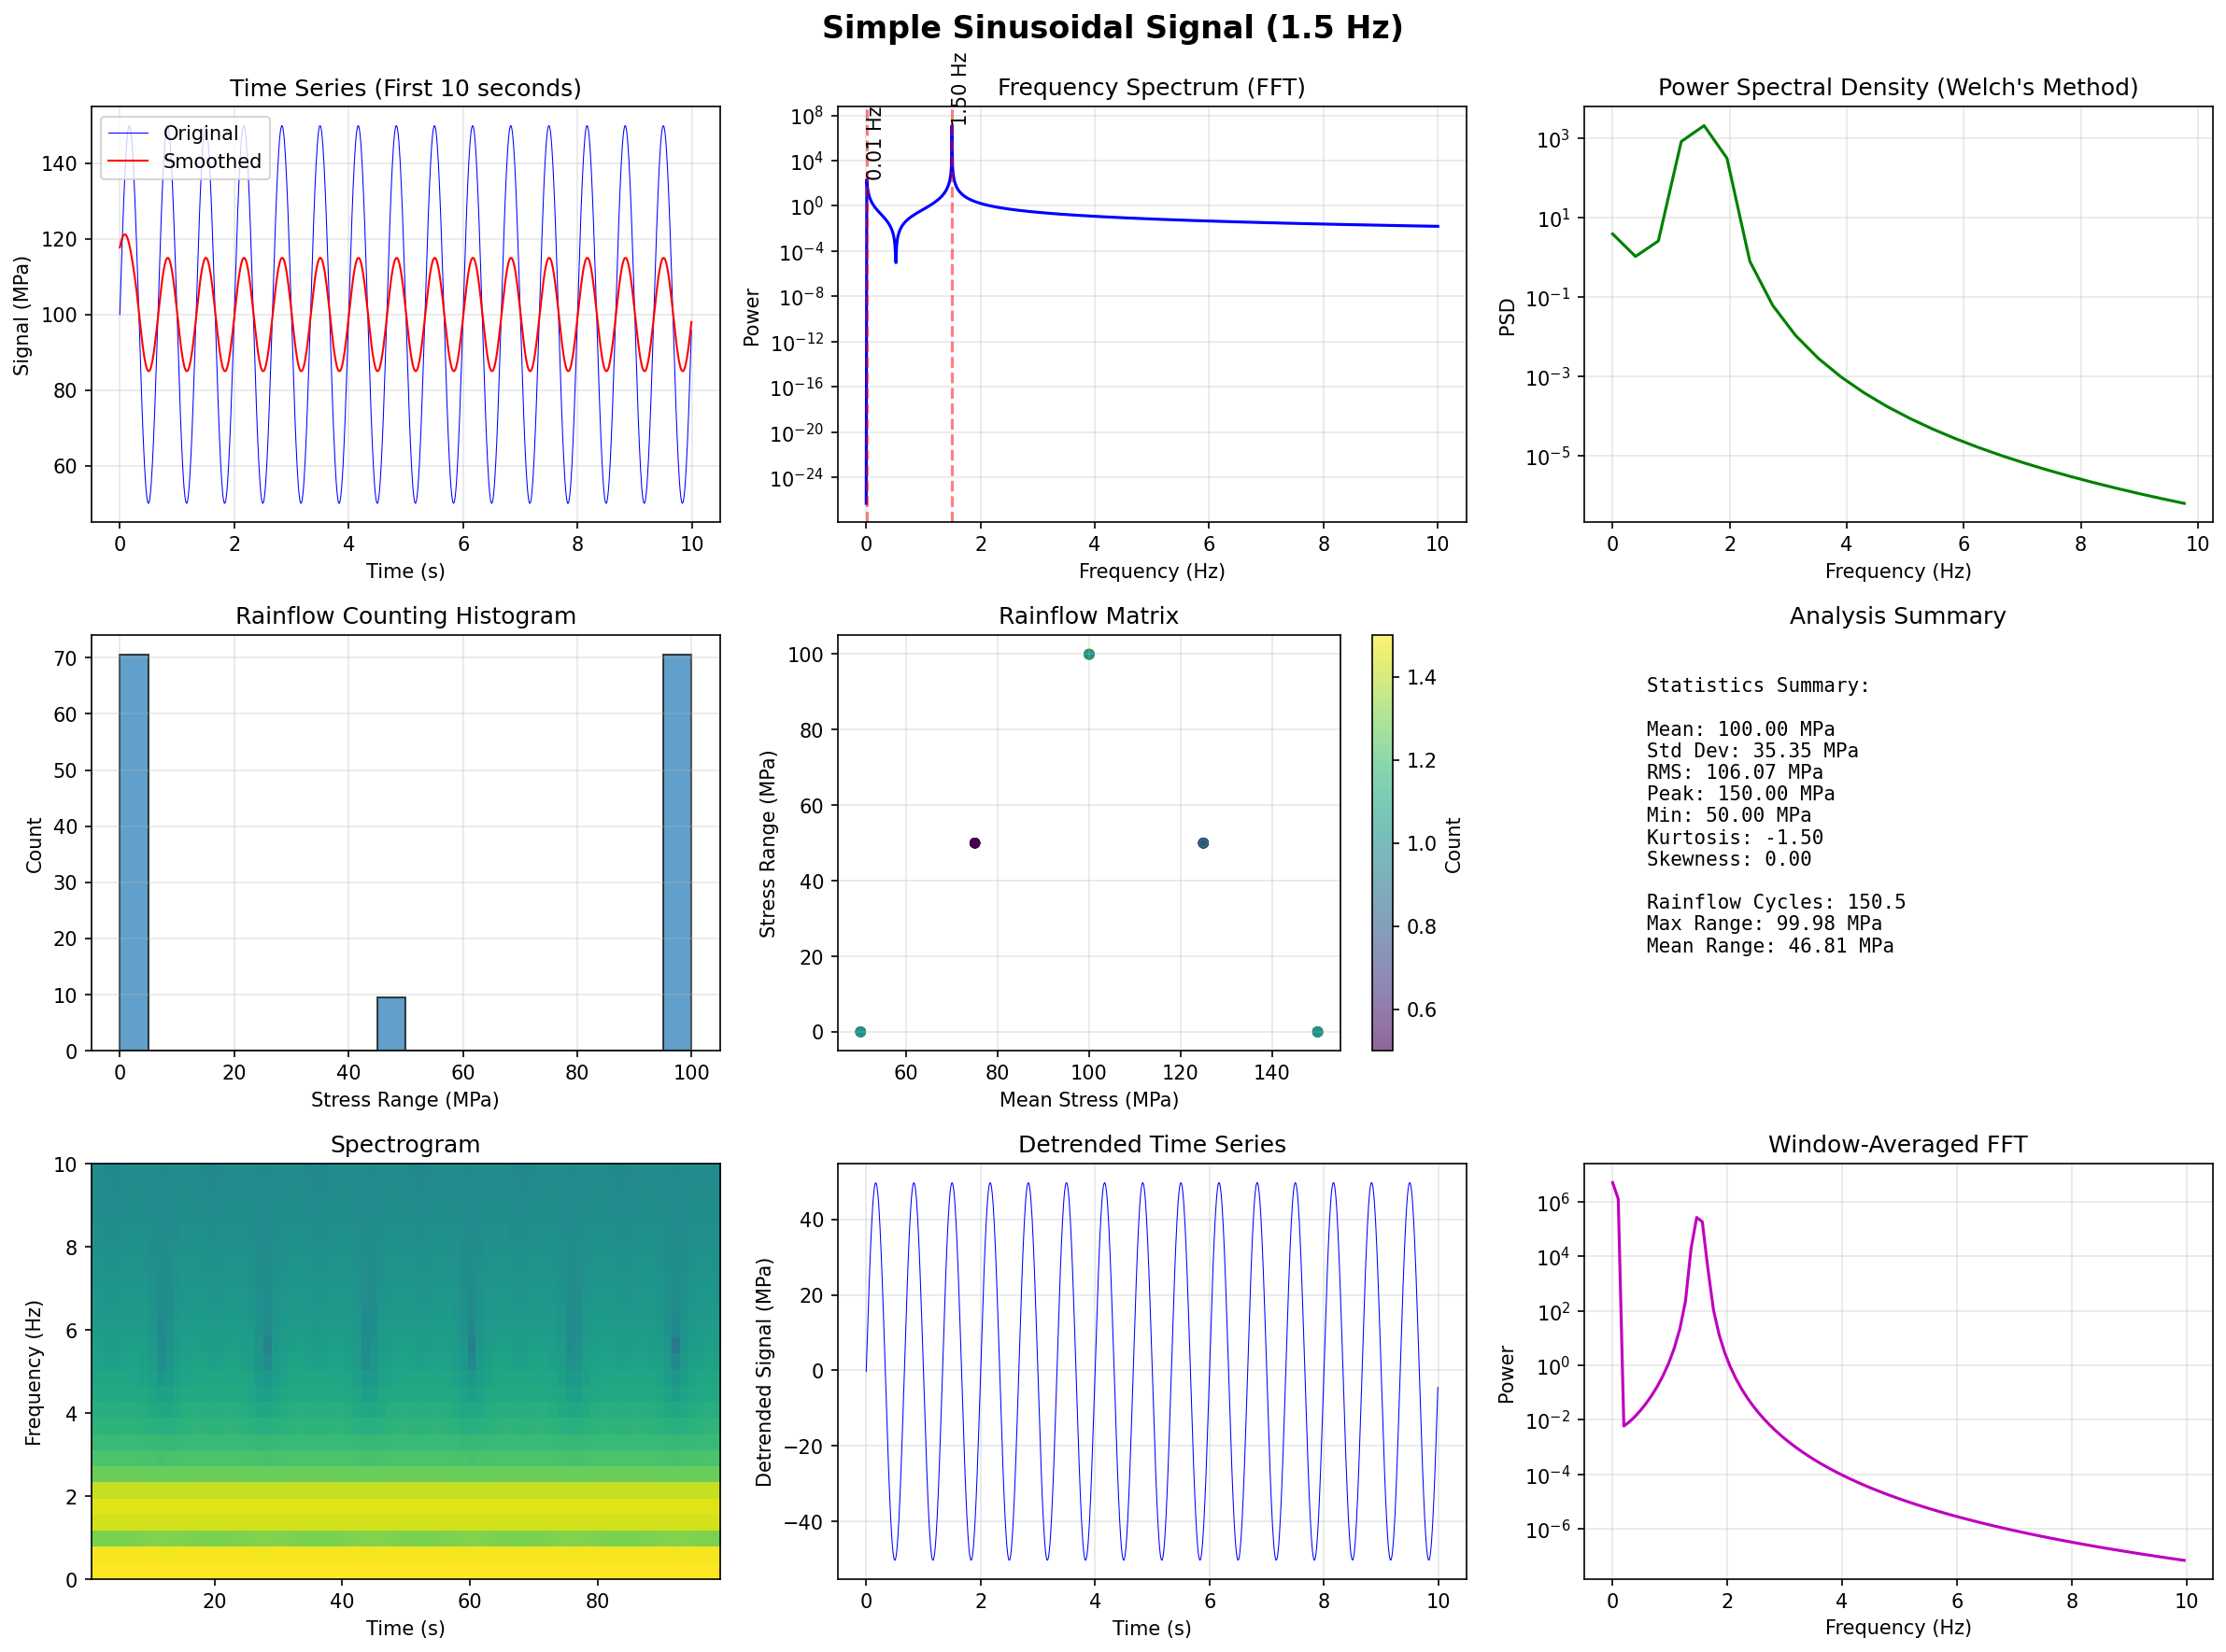 Simple Sinusoidal Signal (1.5 Hz)
Time Series (First 10 seconds)
Original
Smoothed
140
120
100
80
60
Signal (MPa)
0 2 4 6 8 10
Time (s)
Frequency Spectrum (FFT)
0.01 Hz
1.50 Hz
10^8
10^4
10^0
10^-4
10^-8
10^-12
10^-16
10^-20
10^-24
Power
0 2 4 6 8 10
Frequency (Hz)
Power Spectral Density (Welch's Method)
10^3
10^1
10^-1
10^-3
10^-5
PSD
0 2 4 6 8 10
Frequency (Hz)
Rainflow Counting Histogram
70
60
50
40
30
20
10
0
Count
0 20 40 60 80 100
Stress Range (MPa)
Rainflow Matrix
100
80
60
40
20
0
Stress Range (MPa)
60 80 100 120 140
Mean Stress (MPa)
1.4
1.2
1.0
0.8
0.6
Count
Analysis Summary
Statistics Summary:
Mean: 100.00 MPa
Std Dev: 35.35 MPa
RMS: 106.07 MPa
Peak: 150.00 MPa
Min: 50.00 MPa
Kurtosis: -1.50
Skewness: 0.00
Rainflow Cycles: 150.5
Max Range: 99.98 MPa
Mean Range: 46.81 MPa
Spectrogram
10
8
6
4
2
0
Frequency (Hz)
20 40 60 80
Time (s)
Detrended Time Series
40
20
0
−20
−40
Detrended Signal (MPa)
0 2 4 6 8 10
Time (s)
Window-Averaged FFT
10^6
10^4
10^2
10^0
10^-2
10^-4
10^-6
Power
0 2 4 6 8 10
Frequency (Hz)